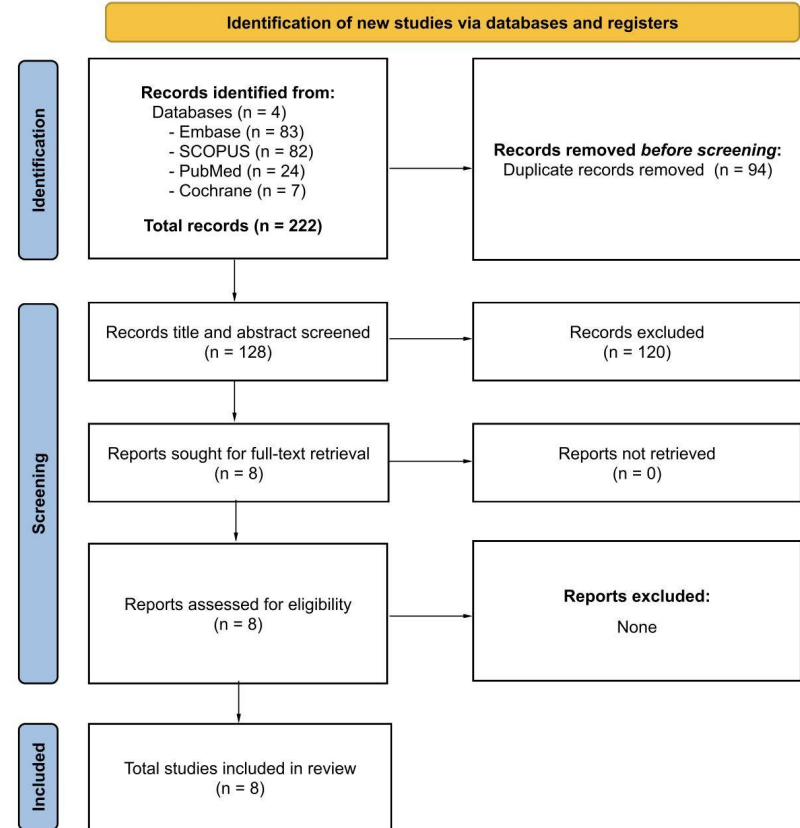 Identification of new studies via databases and registers
Identification
Records identified from:
Databases (n = 4)
- Embase (n = 83)
- SCOPUS (n = 82)
- PubMed (n = 24)
- Cochrane (n = 7)
Total records (n = 222)
Records removed before screening:
Duplicate records removed (n = 94)
Screening
Records title and abstract screened
(n = 128)
Records excluded
(n = 120)
Reports sought for full-text retrieval
(n = 8)
Reports not retrieved
(n = 0)
Reports assessed for eligibility
(n = 8)
Reports excluded:
None
Included
Total studies included in review
(n = 8)